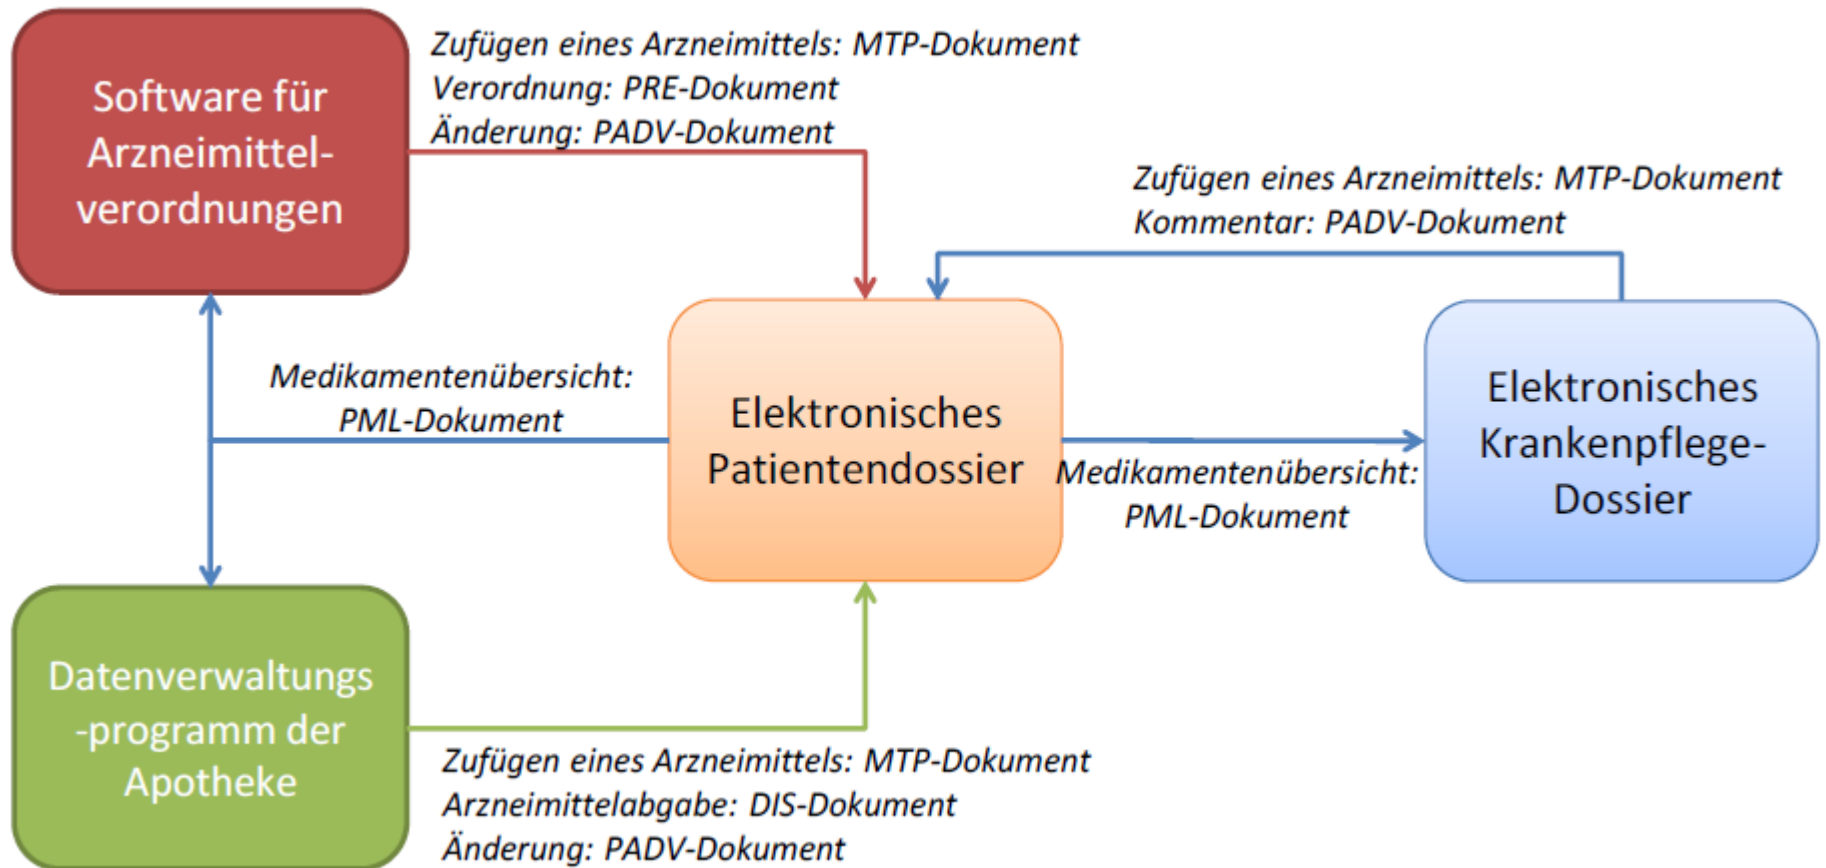 Software für
Arzneimittel-
verordnungen
Zufügen eines Arzneimittels: MTP-Dokument
Verordnung: PRE-Dokument
Änderung: PADV-Dokument
Zufügen eines Arzneimittels: MTP-Dokument
Kommentar: PADV-Dokument
Medikamentenübersicht:
PML-Dokument
Elektronisches
Patientendossier
Medikamentenübersicht:
PML-Dokument
Elektronisches
Krankenpflege-
Dossier
Datenverwaltungs
-programm der
Apotheke
Zufügen eines Arzneimittels: MTP-Dokument
Arzneimittelabgabe: DIS-Dokument
Änderung: PADV-Dokument